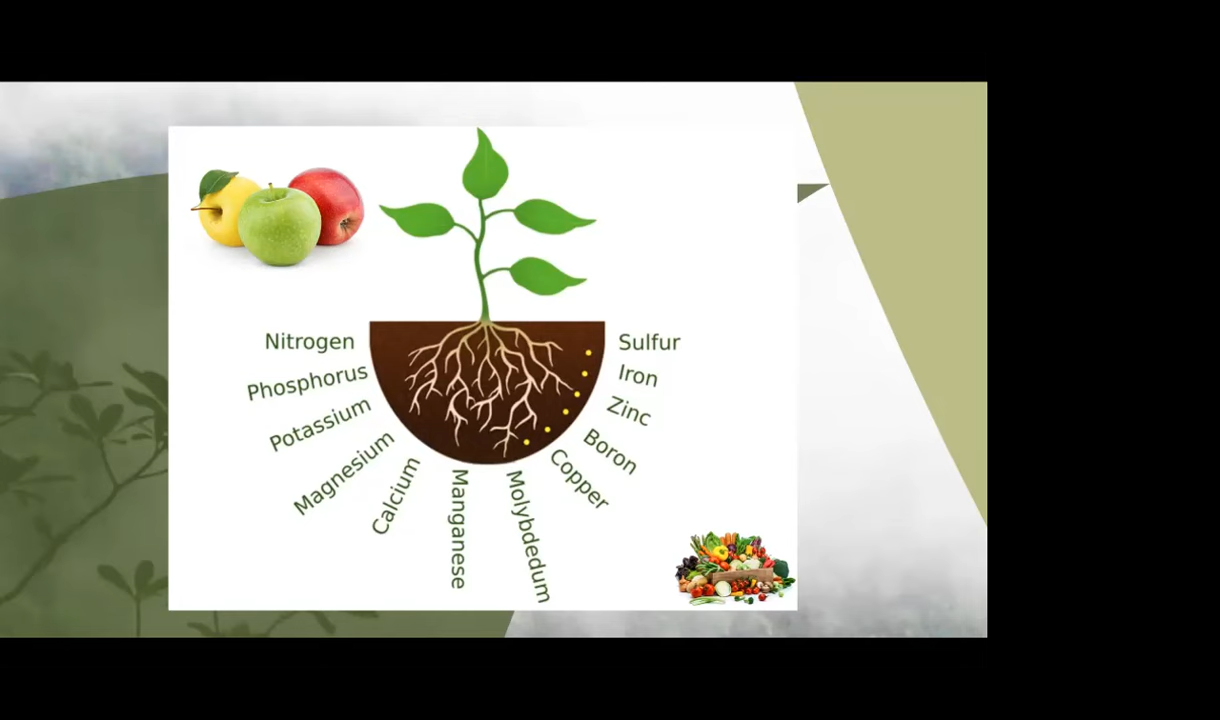 Nitrogen
Phosphorus
Potassium
Magnesium
Calcium
Manganese
Molybdedum
Copper
Boron
Zinc
Iron
Sulfur